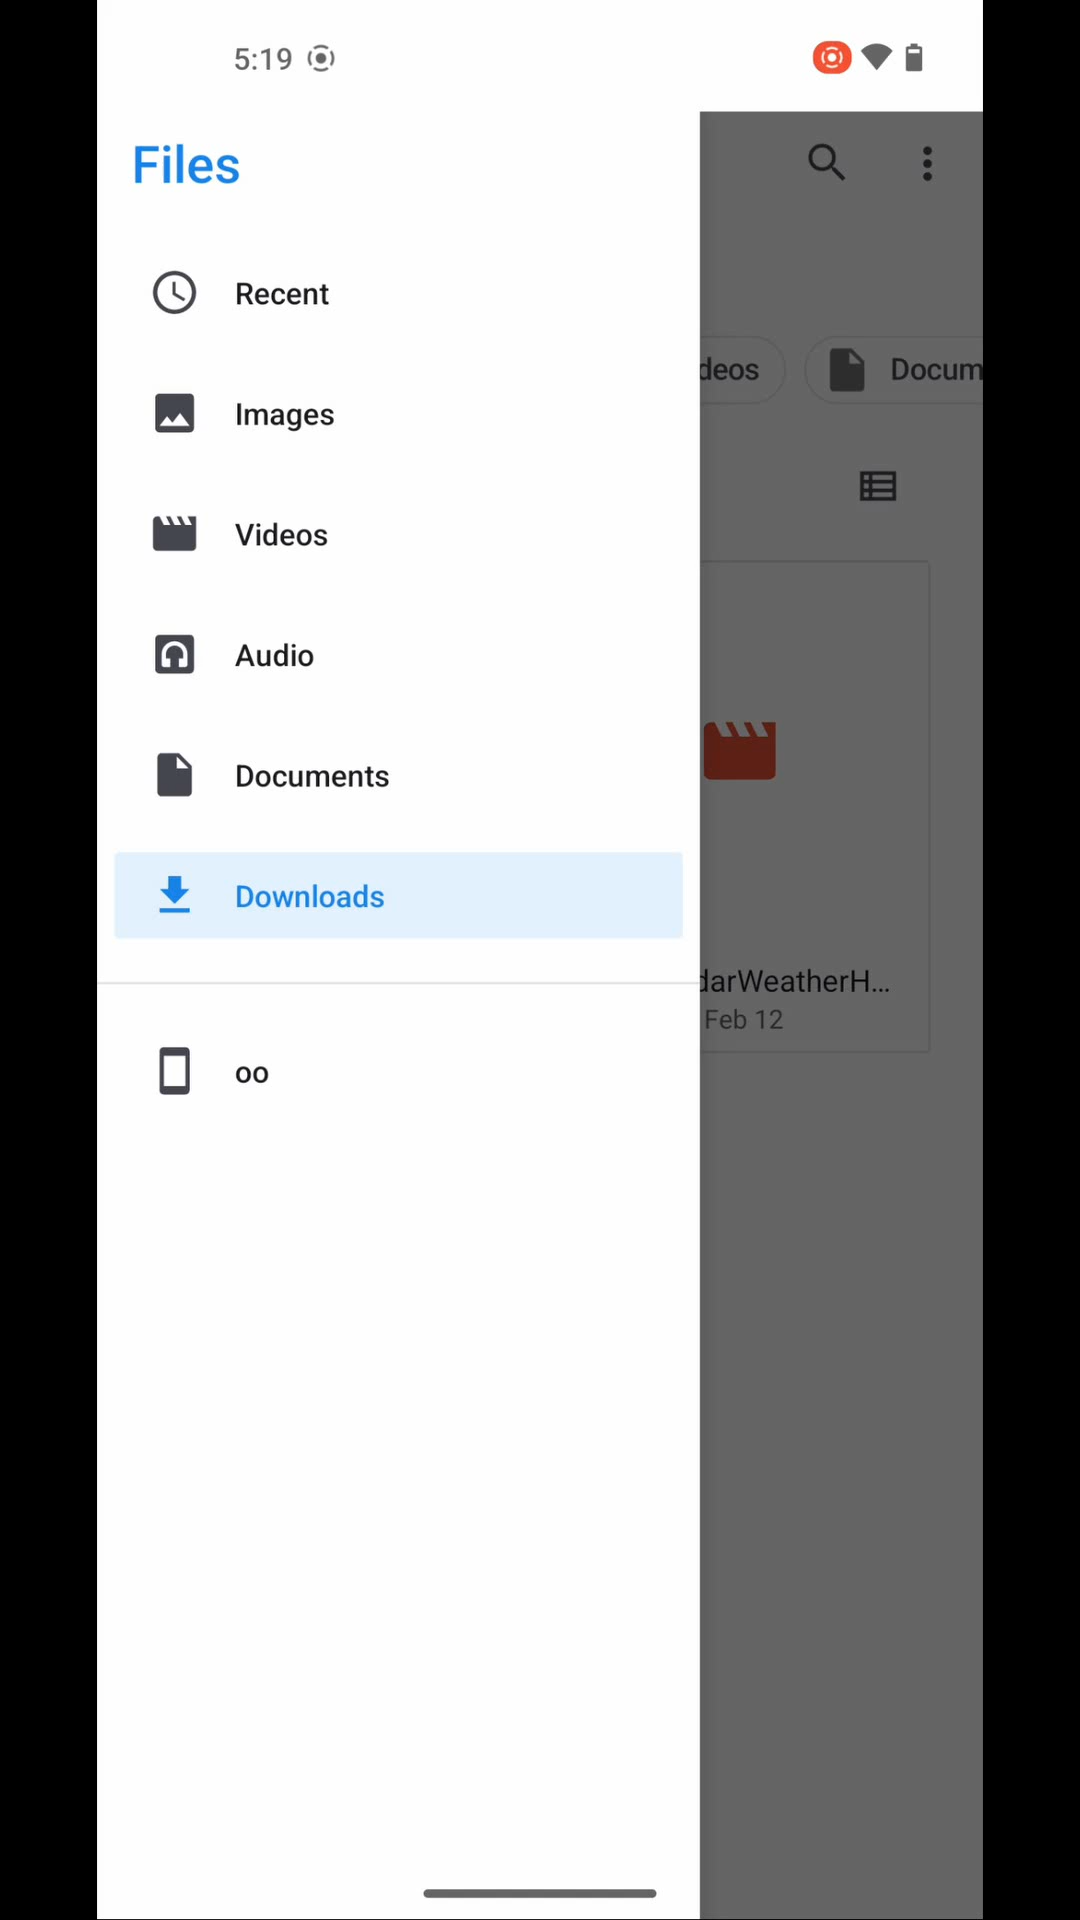 5:19
Files
Recent
Images
deos
Docum
Videos
Audio
Documents
Downloads
darWeatherH...
Feb 12
oo